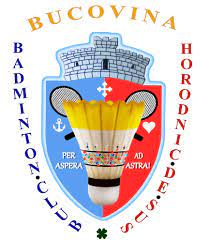 BUCOVINA
BADMINTON•CLUB
HORODNIC•DE•SUS
PER ASPERA
AD ASTRA!